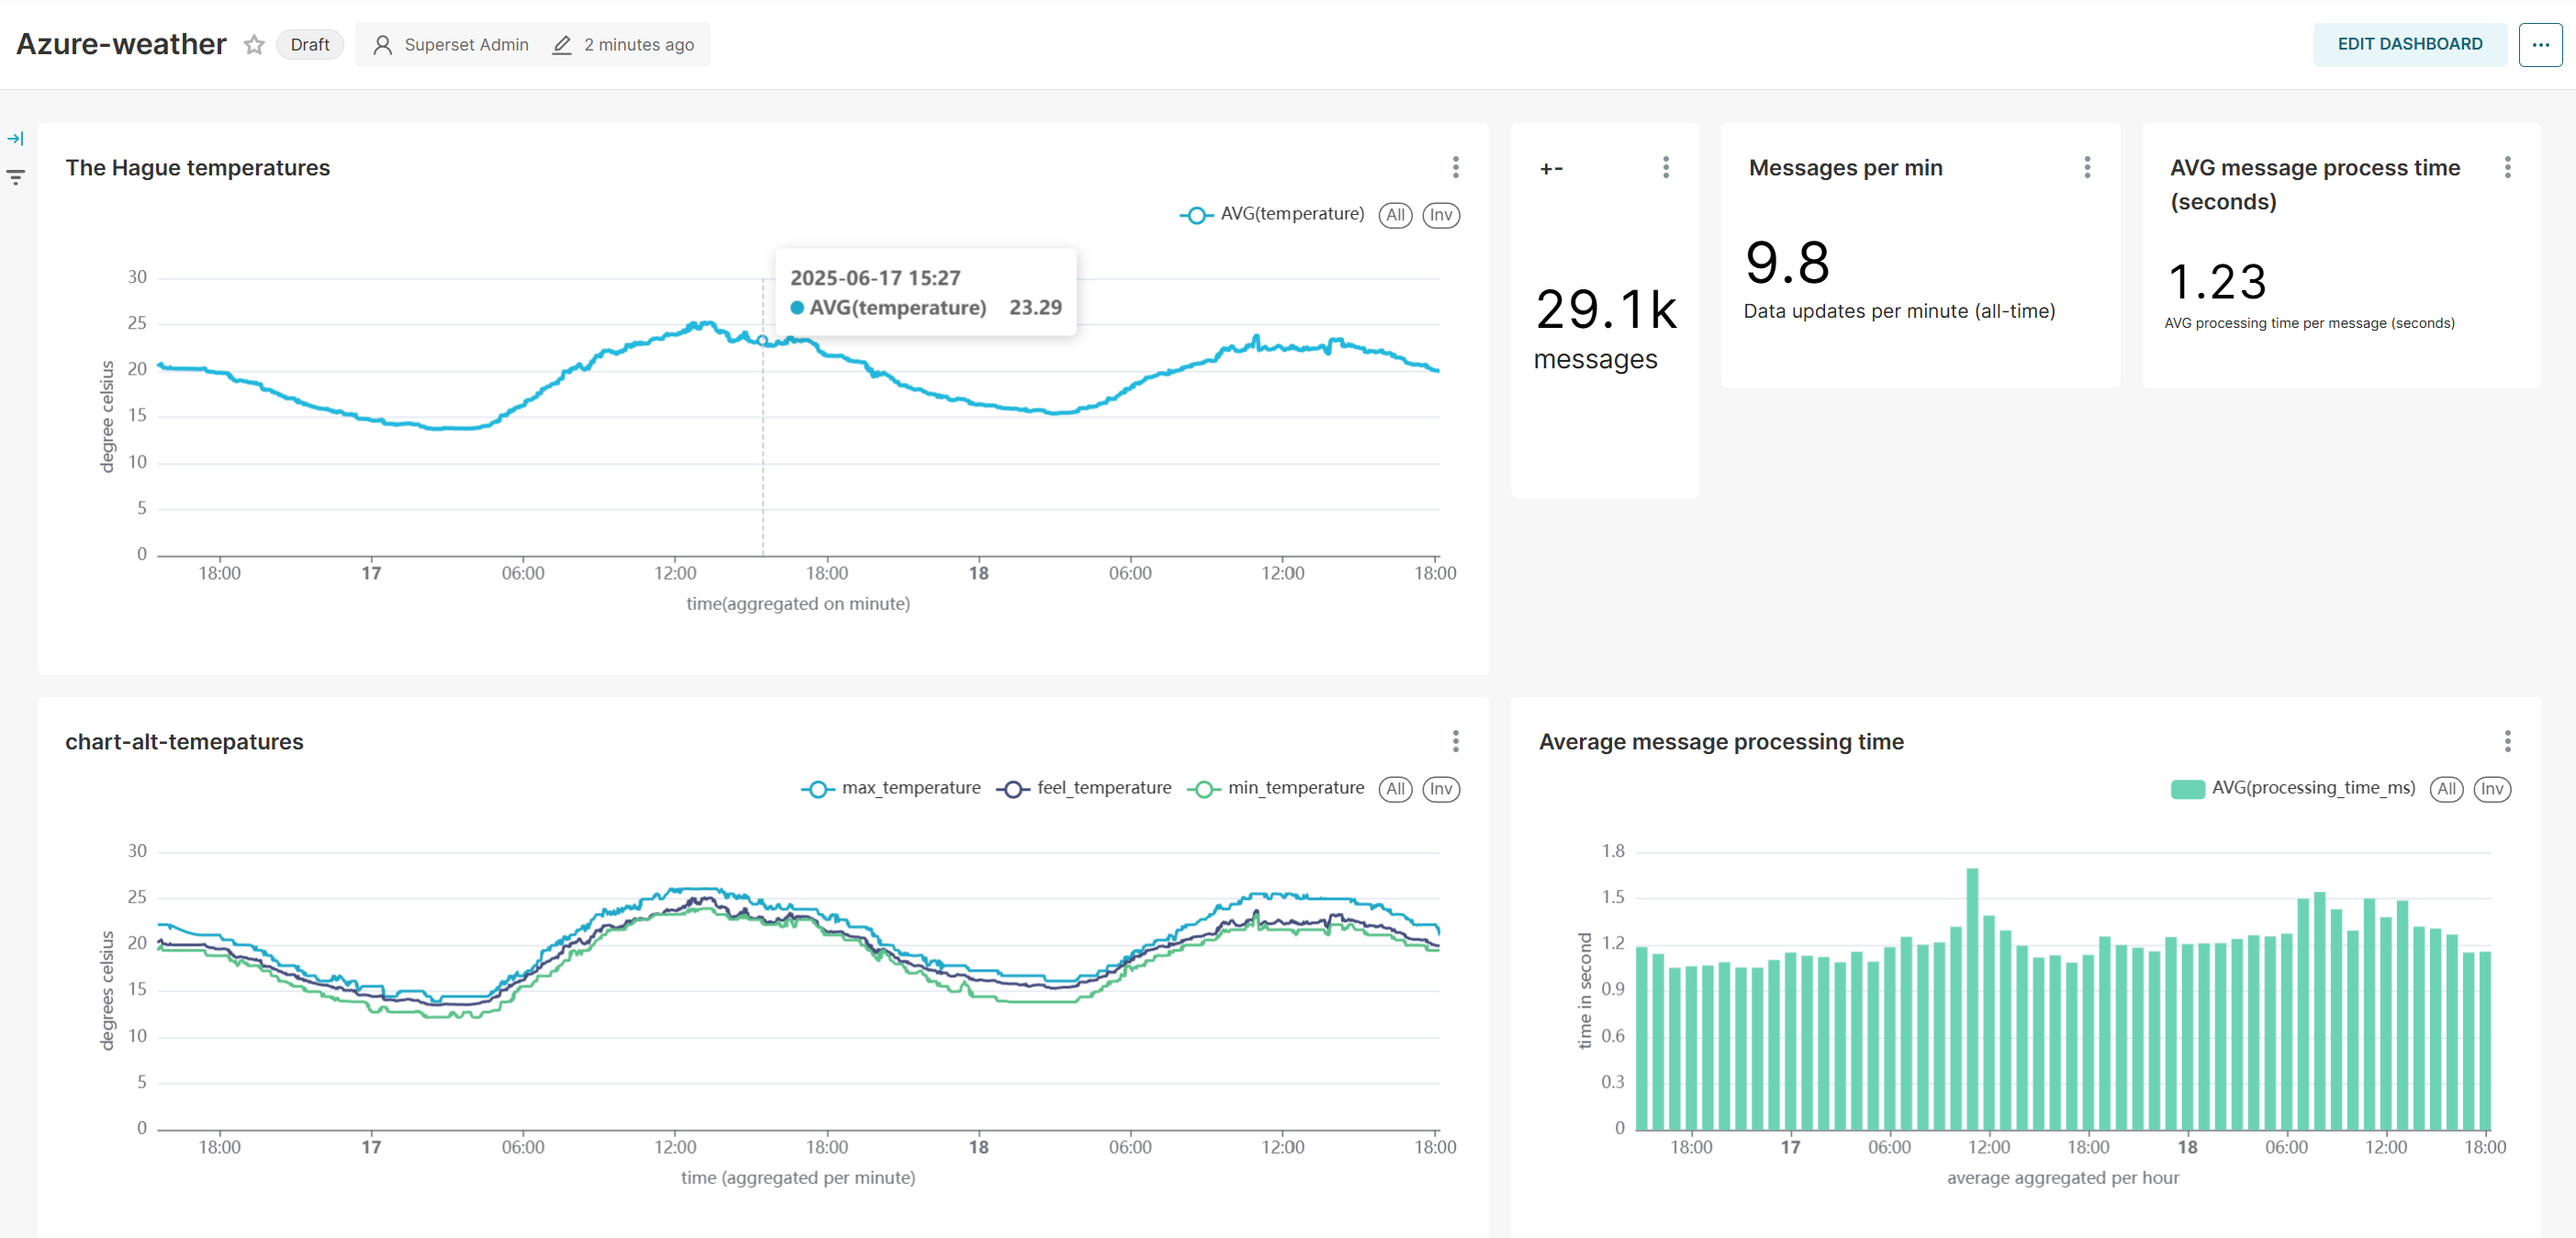 Azure-weather
Draft
Superset Admin
2 minutes ago
EDIT DASHBOARD
...
The Hague temperatures
AVG(temperature)
All
Inv
2025-06-17 15:27
AVG(temperature) 23.29
30
25
20
15
10
5
0
degree celsius
18:00
17
06:00
12:00
18:00
18
06:00
12:00
18:00
time(aggregated on minute)
+-
29.1k
messages
Messages per min
9.8
Data updates per minute (all-time)
AVG message process time
(seconds)
1.23
AVG processing time per message (seconds)
chart-alt-temepatures
max_temperature
feel_temperature
min_temperature
All
Inv
30
25
20
15
10
5
0
degrees celsius
18:00
17
06:00
12:00
18:00
18
06:00
12:00
18:00
time (aggregated per minute)
Average message processing time
AVG(processing_time_ms)
All
Inv
1.8
1.5
1.2
0.9
0.6
0.3
0
time in second
18:00
17
06:00
12:00
18:00
18
06:00
12:00
18:00
average aggregated per hour